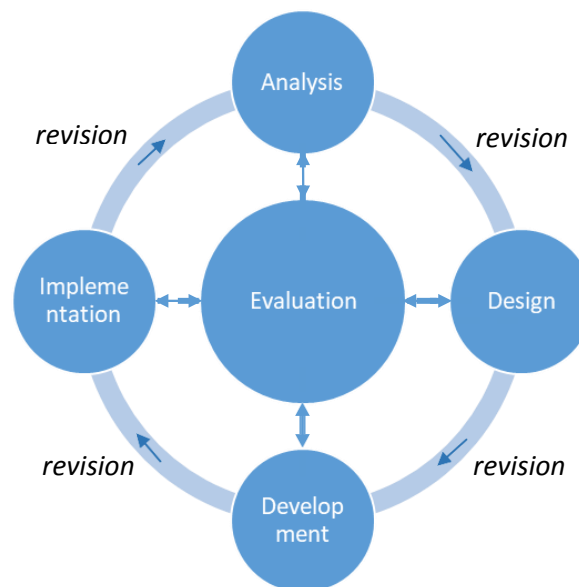 Analysis
revision
revision
Impleme
ntation
Evaluation
Design
revision
revision
Develop
ment